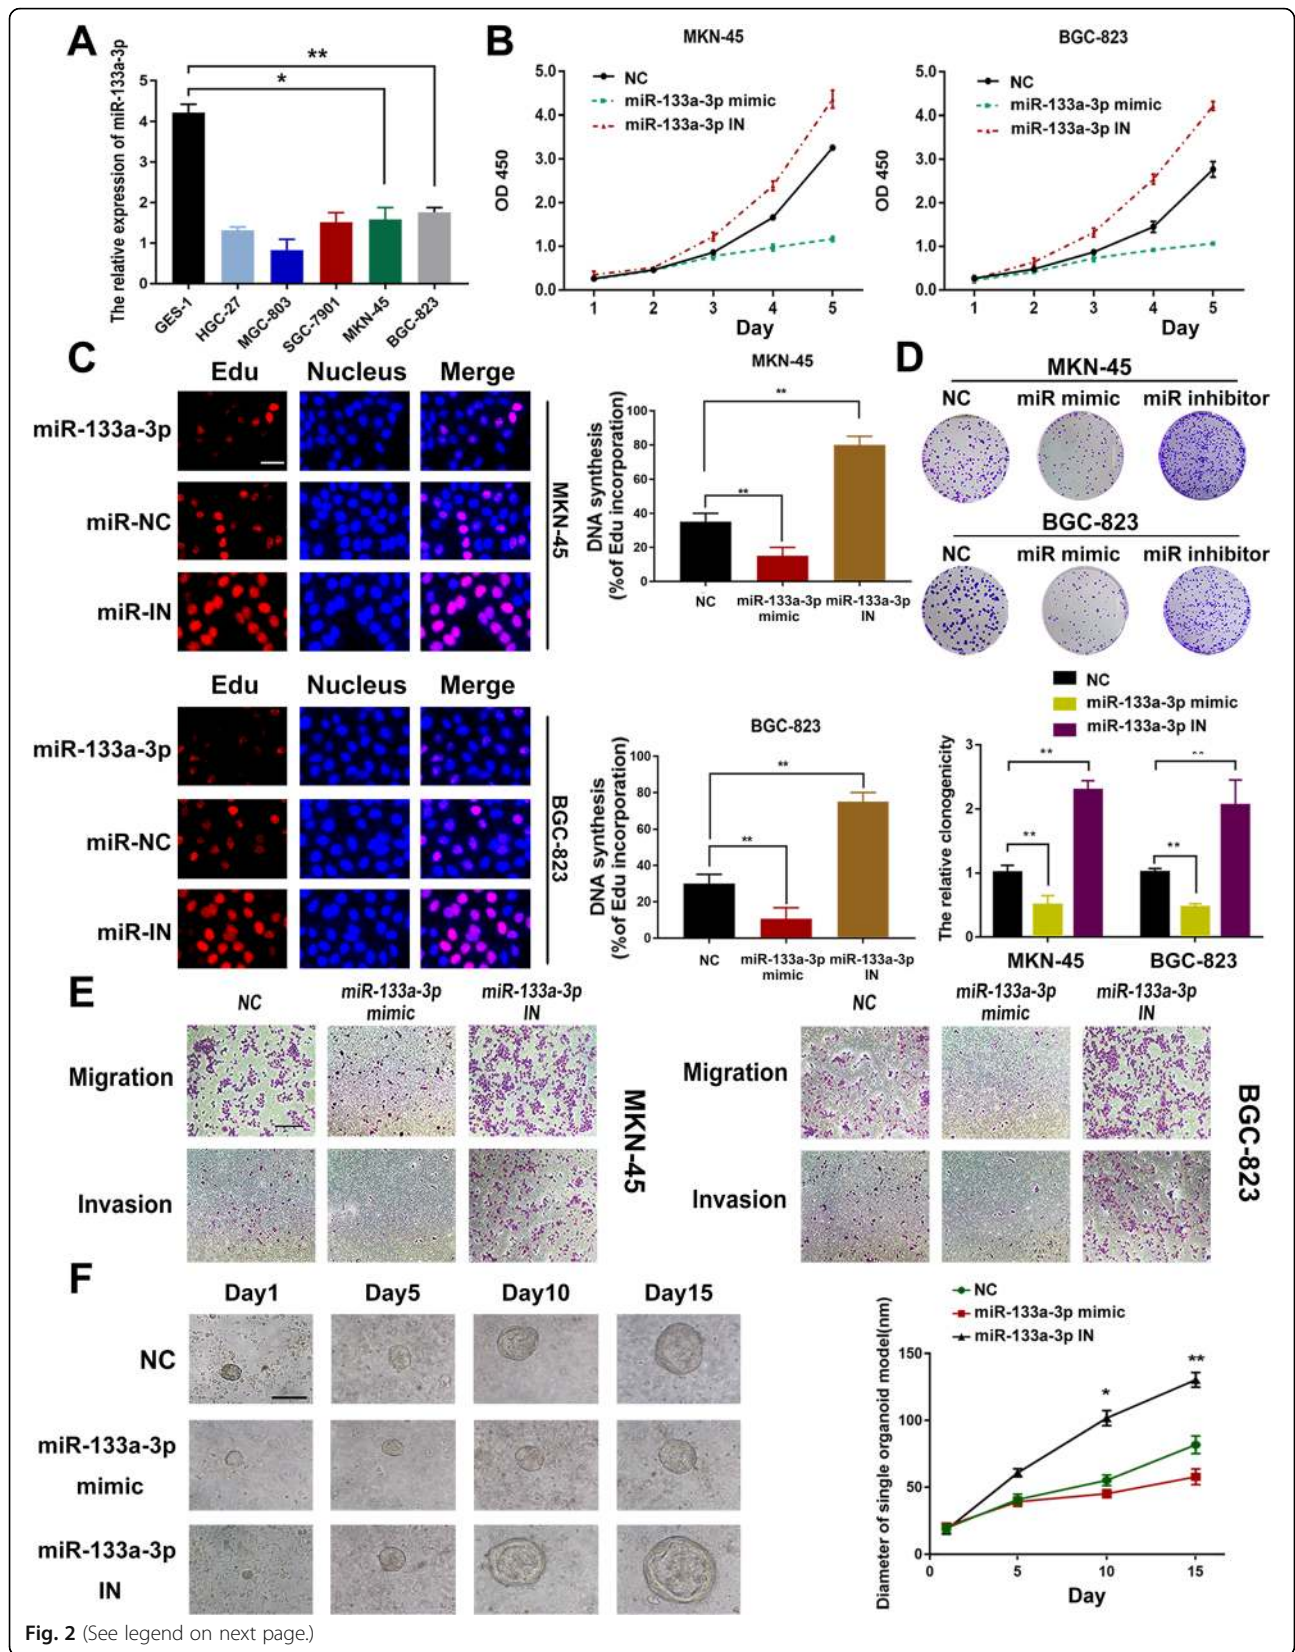 A
The relative expression of miR-133a-3p
**
*
5
4
3
2
1
0
GES-1
HGC-27
MGC-803
SGC-7901
MKN-45
BGC-823
B
MKN-45
OD 450
5.0
4.0
3.0
2.0
1.0
0.0
NC
miR-133a-3p mimic
miR-133a-3p IN
1 2 3 4 5
Day
BGC-823
OD 450
5.0
4.0
3.0
2.0
1.0
0.0
NC
miR-133a-3p mimic
miR-133a-3p IN
1 2 3 4 5
Day
C
Edu Nucleus Merge
miR-133a-3p
miR-NC
miR-IN
MKN-45
Edu Nucleus Merge
miR-133a-3p
miR-NC
miR-IN
BGC-823
MKN-45
DNA synthesis
(%of Edu incorporation)
100
80
60
40
20
0
**
**
NC
miR-133a-3p
mimic
miR-133a-3p
IN
BGC-823
DNA synthesis
(%of Edu incorporation)
100
80
60
40
20
0
**
**
NC
miR-133a-3p
mimic
miR-133a-3p
IN
D
MKN-45
NC miR mimic miR inhibitor
BGC-823
NC miR mimic miR inhibitor
NC
miR-133a-3p mimic
miR-133a-3p IN
The relative clonogenicity
3
2
1
0
**
**
**
MKN-45 BGC-823
E
NC
miR-133a-3p
mimic
miR-133a-3p
IN
Migration
Invasion
MKN-45
NC
miR-133a-3p
mimic
miR-133a-3p
IN
Migration
Invasion
BGC-823
F
Day1 Day5 Day10 Day15
NC
miR-133a-3p
mimic
miR-133a-3p
IN
NC
miR-133a-3p mimic
miR-133a-3p IN
Diameter of single organoid model(nm)
150
100
50
0
*
**
0 5 10 15
Day
Fig. 2 (See legend on next page.)